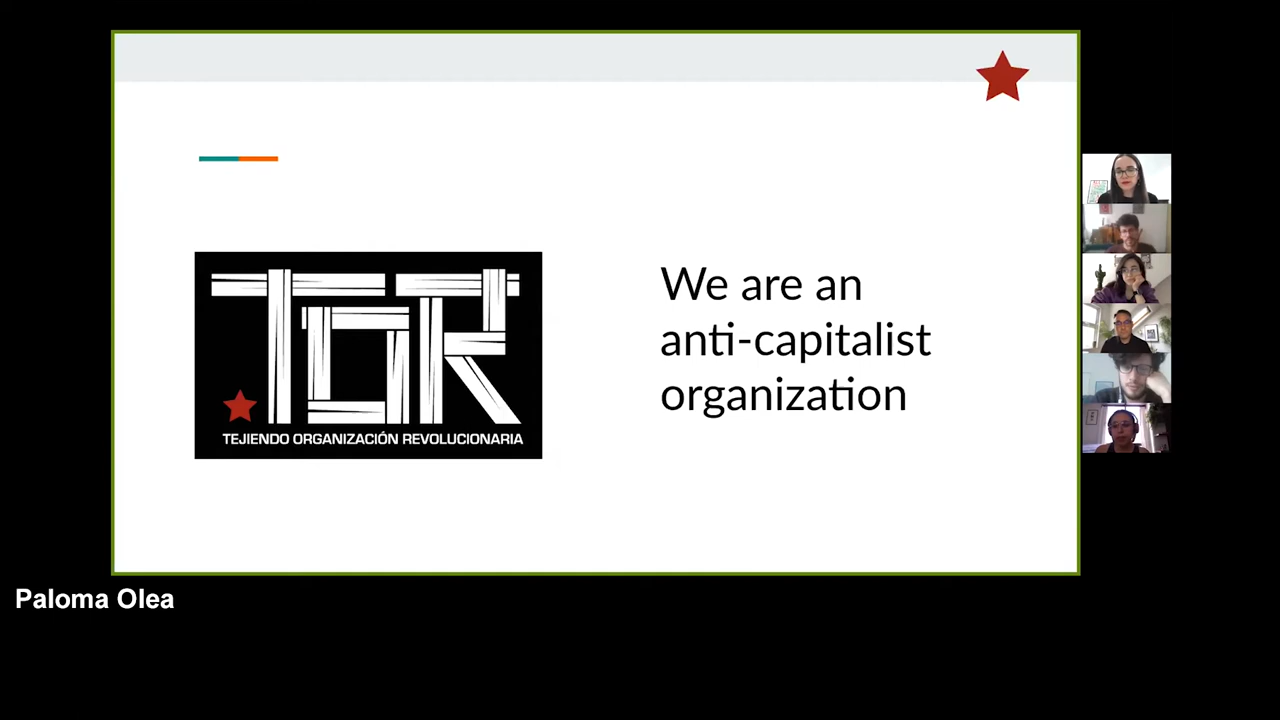 TOR
TEJIENDO ORGANIZACIÓN REVOLUCIONARIA
We are an
anti-capitalist
organization
Paloma Olea